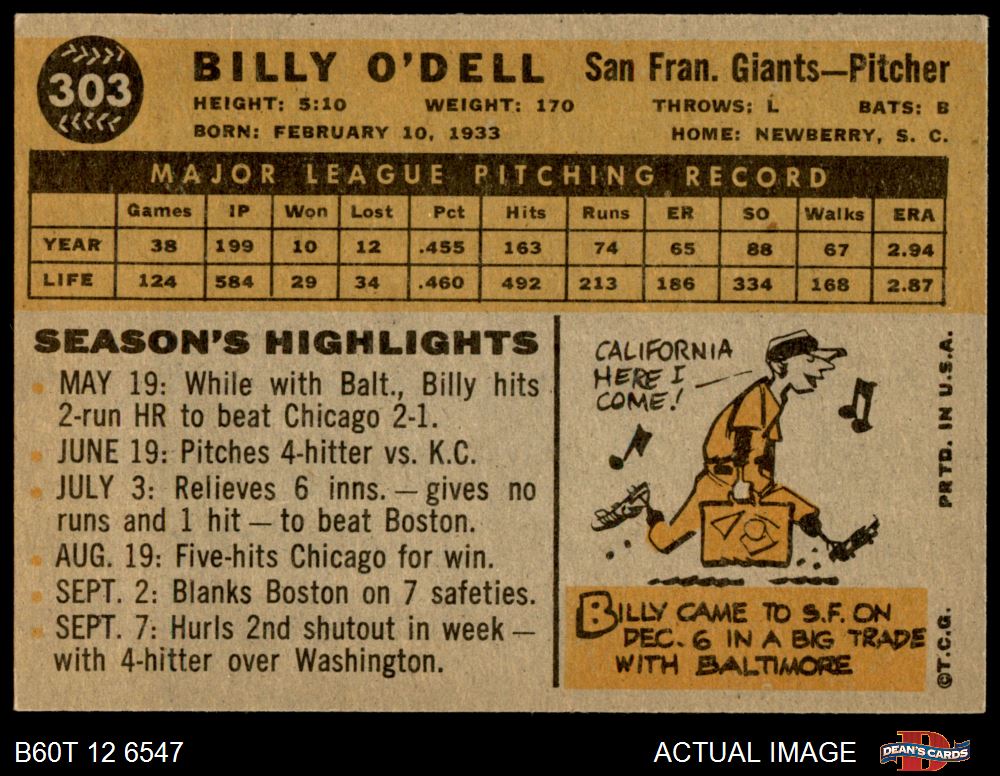 303
BILLY O'DELL San Fran. Giants—Pitcher
HEIGHT: 5:10 WEIGHT: 170 THROWS: L BATS: B
BORN: FEBRUARY 10, 1933 HOME: NEWBERRY, S. C.
MAJOR LEAGUE PITCHING RECORD
Games IP Won Lost Pct Hits Runs ER SO Walks ERA
YEAR 38 199 10 12 .455 163 74 65 88 67 2.94
LIFE 124 584 29 34 .460 492 213 186 334 168 2.87
SEASON'S HIGHLIGHTS
MAY 19: While with Balt., Billy hits
2-run HR to beat Chicago 2-1.
JUNE 19: Pitches 4-hitter vs. K.C.
JULY 3: Relieves 6 inns. — gives no
runs and 1 hit — to beat Boston.
AUG. 19: Five-hits Chicago for win.
SEPT. 2: Blanks Boston on 7 safeties.
SEPT. 7: Hurls 2nd shutout in week —
with 4-hitter over Washington.
CALIFORNIA
HERE I
COME!
BILLY CAME TO S.F. ON
DEC. 6 IN A BIG TRADE
WITH BALTIMORE
©T.C.G. PRTD. IN U.S.A.
B60T 12 6547 ACTUAL IMAGE
D
DEAN'S CARDS